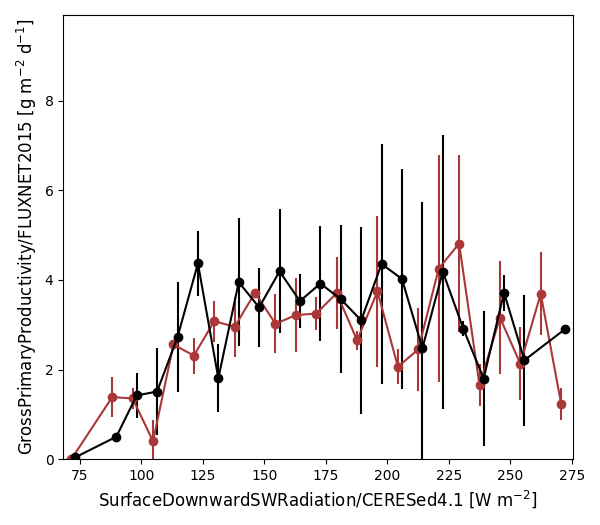 GrossPrimaryProductivity/FLUXNET2015 [g m⁻² d⁻¹]
8
6
4
2
0
75 100 125 150 175 200 225 250 275
SurfaceDownwardSWRadiation/CERESed4.1 [W m⁻²]